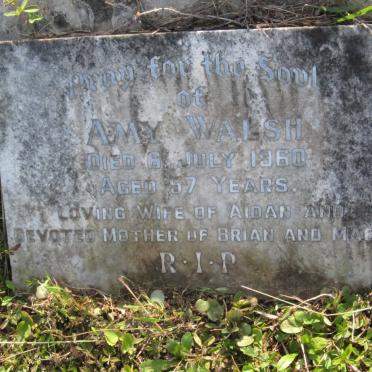 Pray for the Soul
of
AMY WALSH
DIED 6 JULY 1960
AGED 57 YEARS.
LOVING WIFE OF AIDAN AND
DEVOTED MOTHER OF BRIAN AND
R·I·P